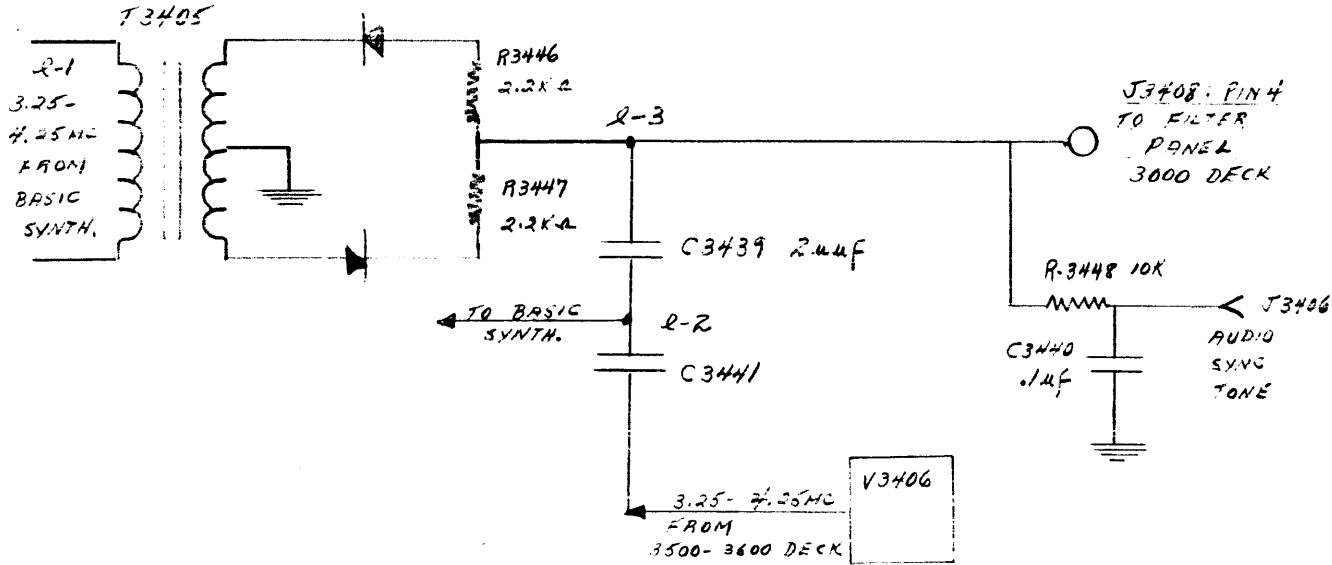 T3405
l-1
3.25-
4.25MC
FROM
BASIC
SYNTH.
R3446
2.2K Ω
l-3
J3408. PIN 4
TO FILTER
PANEL
3000 DECK
R3447
2.2K Ω
C3439 2uuF
TO BASIC
SYNTH.
l-2
C3441
R-3448 10K
J3406
AUDIO
SYNC
TONE
C3440
.1uF
V3406
3.25- 4.25MC
FROM
3500-3600 DECK